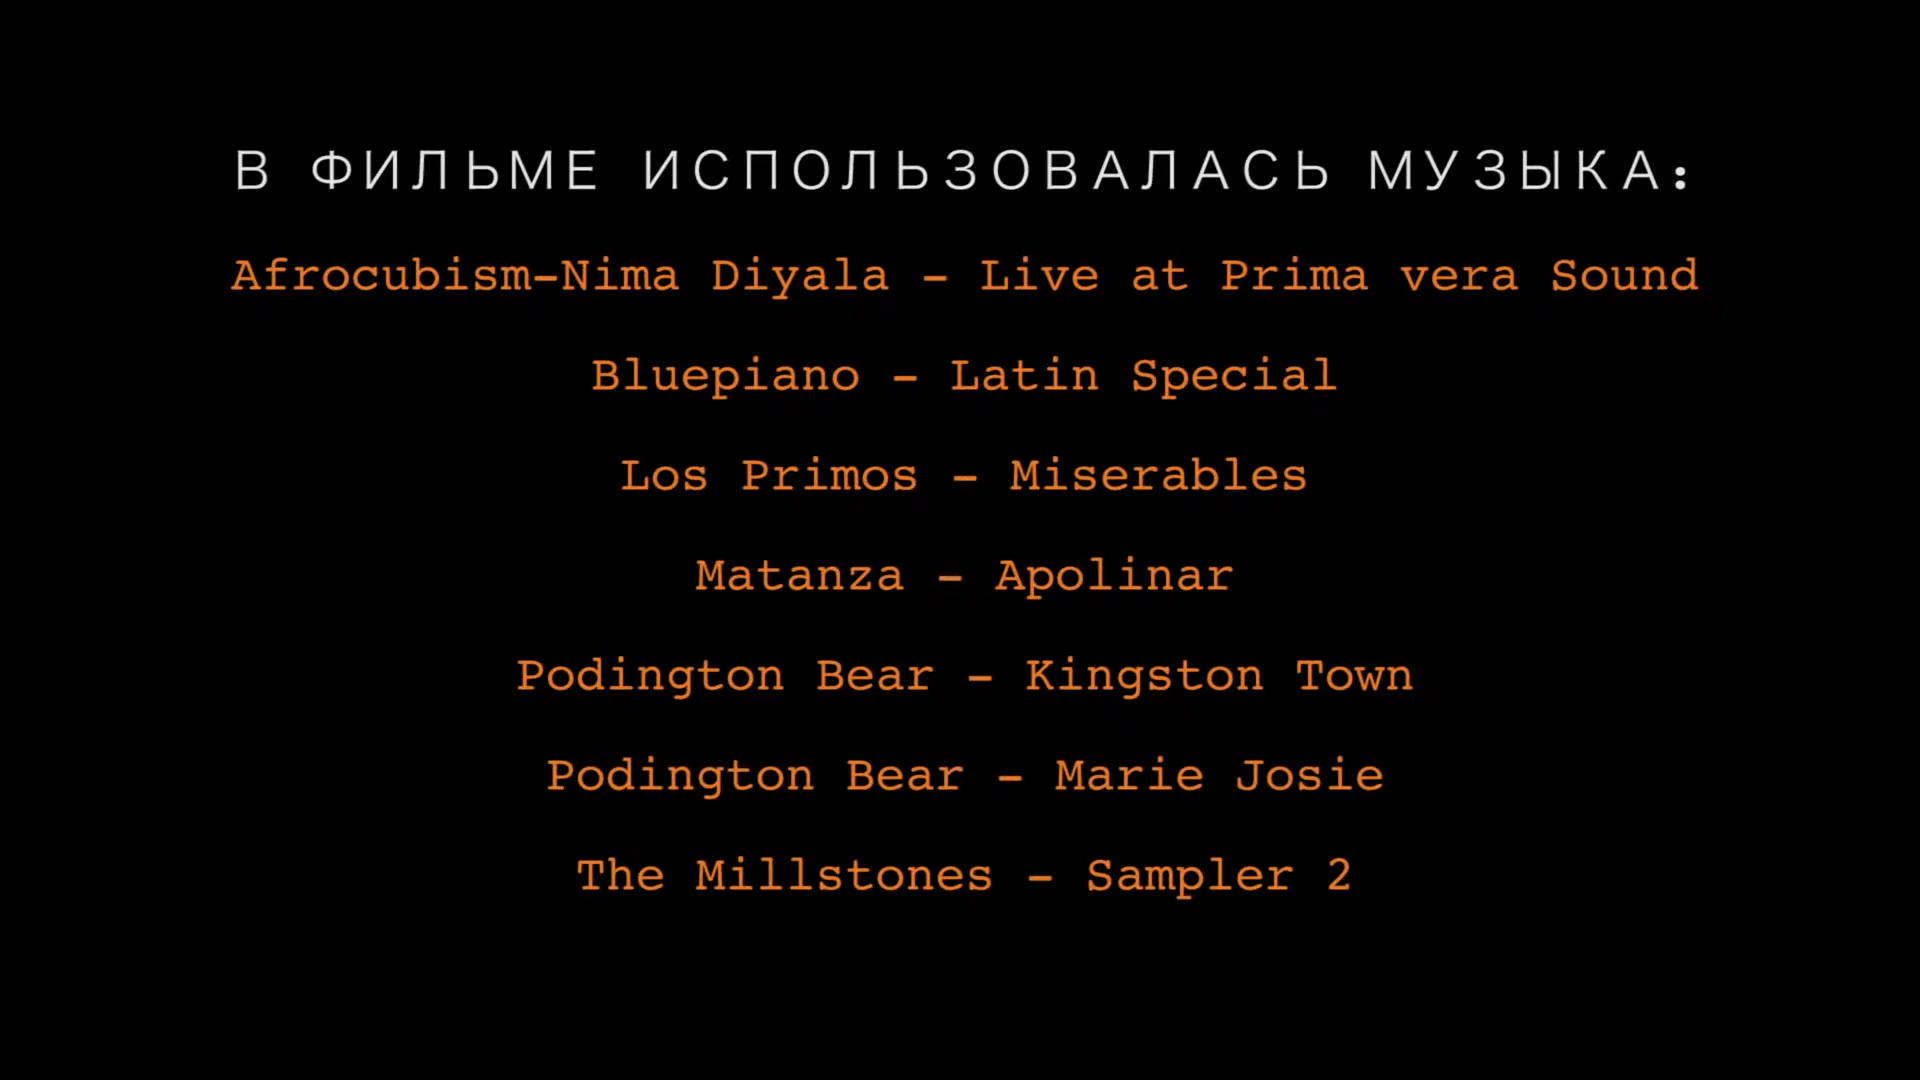 В ФИЛЬМЕ ИСПОЛЬЗОВАЛАСЬ МУЗЫКА:
Afrocubism-Nima Diyala - Live at Prima vera Sound
Bluepiano - Latin Special
Los Primos - Miserables
Matanza - Apolinar
Podington Bear - Kingston Town
Podington Bear - Marie Josie
The Millstones - Sampler 2